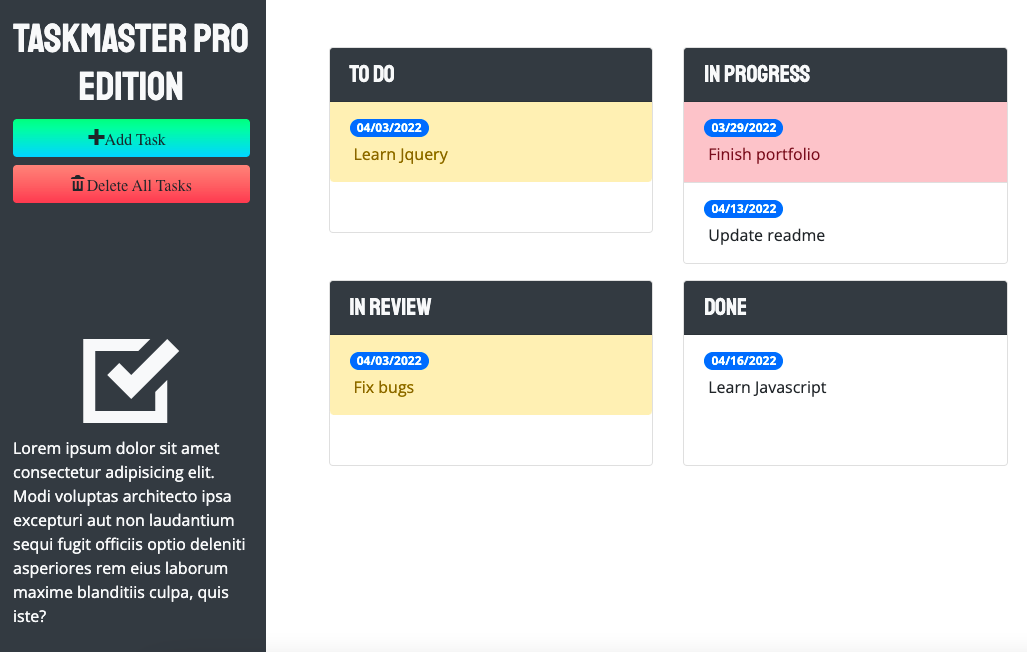 TASKMASTER PRO
EDITION
Add Task
Delete All Tasks
Lorem ipsum dolor sit amet
consectetur adipisicing elit.
Modi voluptas architecto ipsa
excepturi aut non laudantium
sequi fugit officiis optio deleniti
asperiores rem eius laborum
maxime blanditiis culpa, quis
iste?
TO DO
04/03/2022
Learn Jquery
IN PROGRESS
03/29/2022
Finish portfolio
04/13/2022
Update readme
IN REVIEW
04/03/2022
Fix bugs
DONE
04/16/2022
Learn Javascript